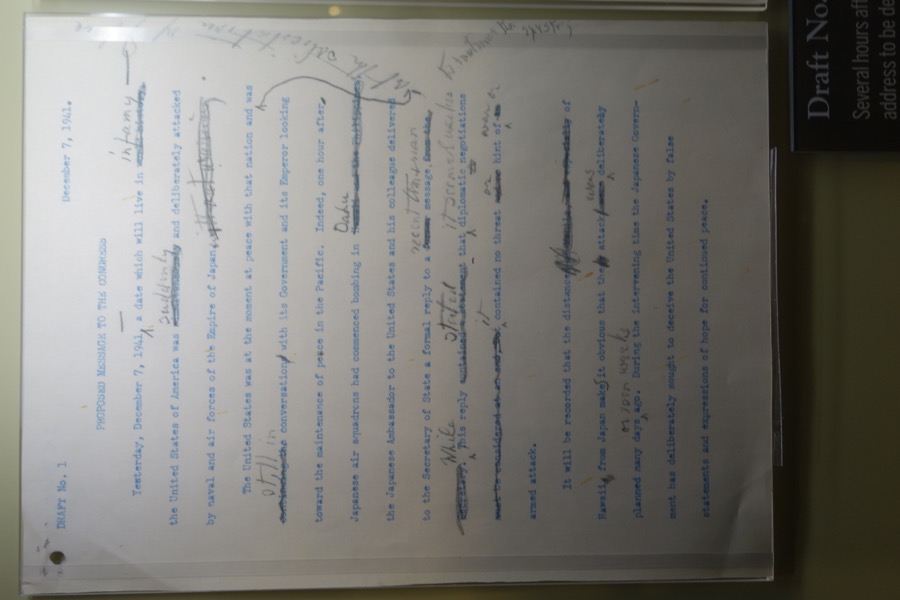 DRAFT No. 1
December 7, 1941.
PROPOSED MESSAGE TO THE CONGRESS
infamy
Yesterday, December 7, 1941, a date which will live in
suddenly
the United States of America was and deliberately attacked
by naval and air forces of the Empire of Japan
The United States was at the moment at peace with that nation and was
still in
conversation with its Government and its Emperor looking
toward the maintenance of peace in the Pacific. Indeed, one hour after,
Oahu
Japanese air squadrons had commenced bombing in
the Japanese Ambassador to the United States and his colleague delivered
to the Secretary of State a formal reply to a message,
While stated it seemed useless
This reply that diplomatic negotiations
it or war or
contained no threat hint of
armed attack.
It will be recorded that the distance of
Hawaii from Japan makes it obvious that the attack was deliberately
or even weeks
planned many days ago. During the intervening time the Japanese Govern-
ment has deliberately sought to deceive the United States by false
statements and expressions of hope for continued peace.
Draft No.
Several hours af
address to be de